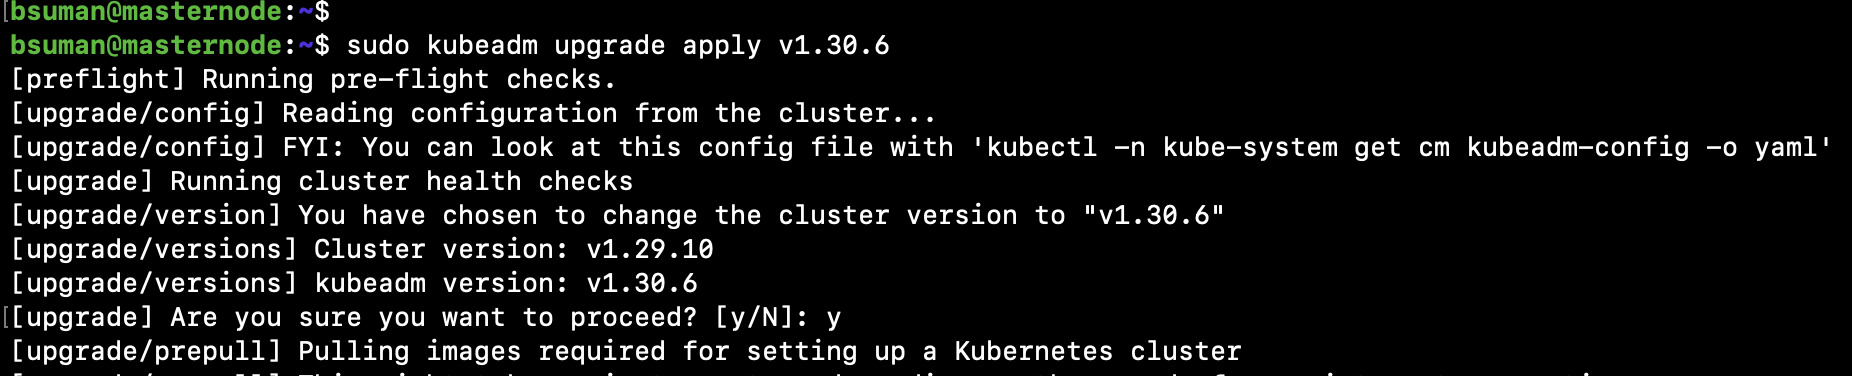 [bsuman@masternode:~$
bsuman@masternode:~$ sudo kubeadm upgrade apply v1.30.6
[preflight] Running pre-flight checks.
[upgrade/config] Reading configuration from the cluster...
[upgrade/config] FYI: You can look at this config file with 'kubectl -n kube-system get cm kubeadm-config -o yaml'
[upgrade] Running cluster health checks
[upgrade/version] You have chosen to change the cluster version to "v1.30.6"
[upgrade/versions] Cluster version: v1.29.10
[upgrade/versions] kubeadm version: v1.30.6
[[upgrade] Are you sure you want to proceed? [y/N]: y
[upgrade/prepull] Pulling images required for setting up a Kubernetes cluster